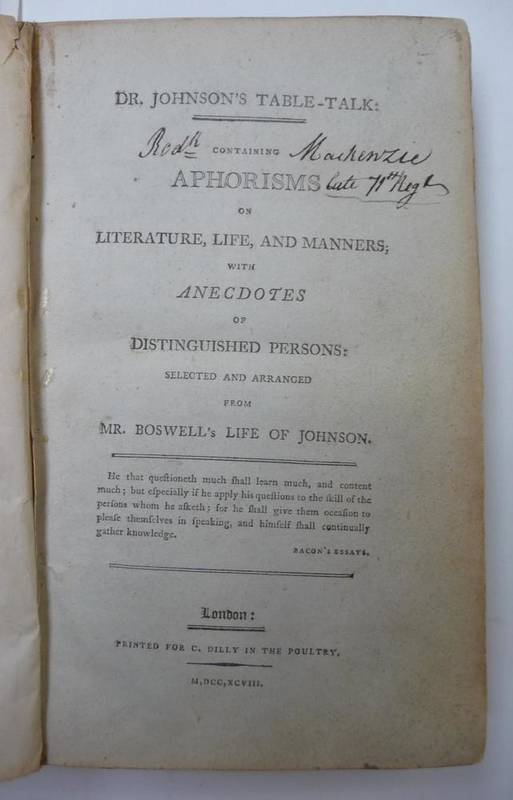 DR. JOHNSON'S TABLE-TALK:
Rodk CONTAINING Mackenzie
APHORISMS late 71st Regt
ON
LITERATURE, LIFE, AND MANNERS;
WITH
ANECDOTES
OF
DISTINGUISHED PERSONS:
SELECTED AND ARRANGED
FROM
MR. BOSWELL's LIFE OF JOHNSON.
He that queſtioneth much ſhall learn much, and content
much; but eſpecially if he apply his queſtions to the ſkill of the
perſons whom he aſketh; for he ſhall give them occaſion to
pleaſe themſelves in ſpeaking, and himſelf ſhall continually
gather knowledge.
BACON'S ESSAYS.
London:
PRINTED FOR C. DILLY IN THE POULTRY.
M,DCC,XCVIII.